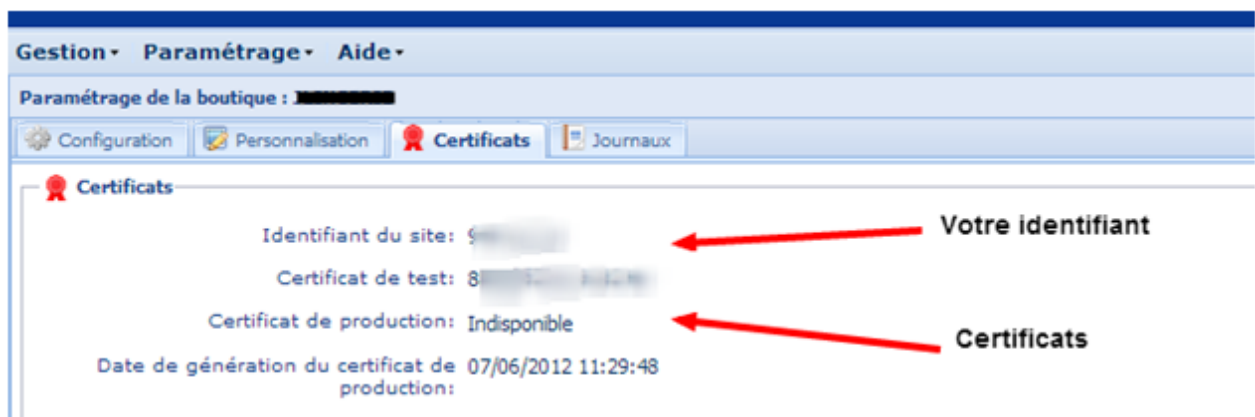 Gestion Paramétrage Aide
Paramétrage de la boutique :
Configuration Personnalisation Certificats Journaux
Certificats
Identifiant du site: Votre identifiant
Certificat de test:
Certificat de production: Indisponible
Certificats
Date de génération du certificat de 07/06/2012 11:29:48
production: